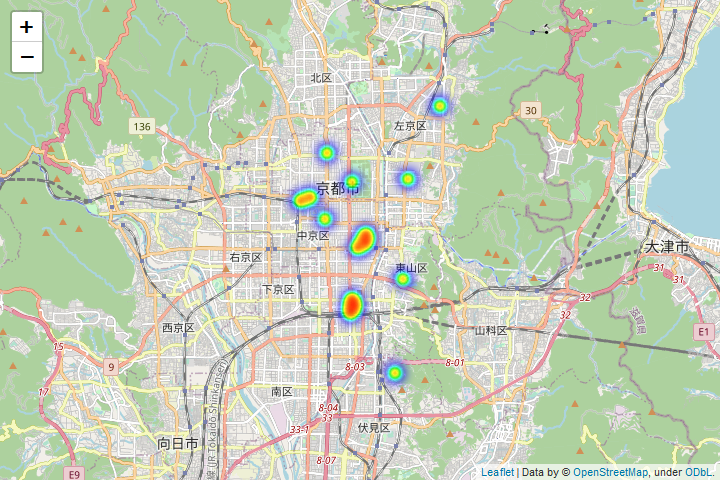 +
−
北区
30
136
左京区
京都市
中京区
大津市
右京区
東山区
31
31
下京区
32
滋賀県
西京区
山科区
32
E1
15
9
8-03
8-01
17
(JR Tokaido Shinkansen)
南区
8-04
33
伏見区
33-1
向日市
8-07
E9
Leaflet | Data by © OpenStreetMap, under ODbL.